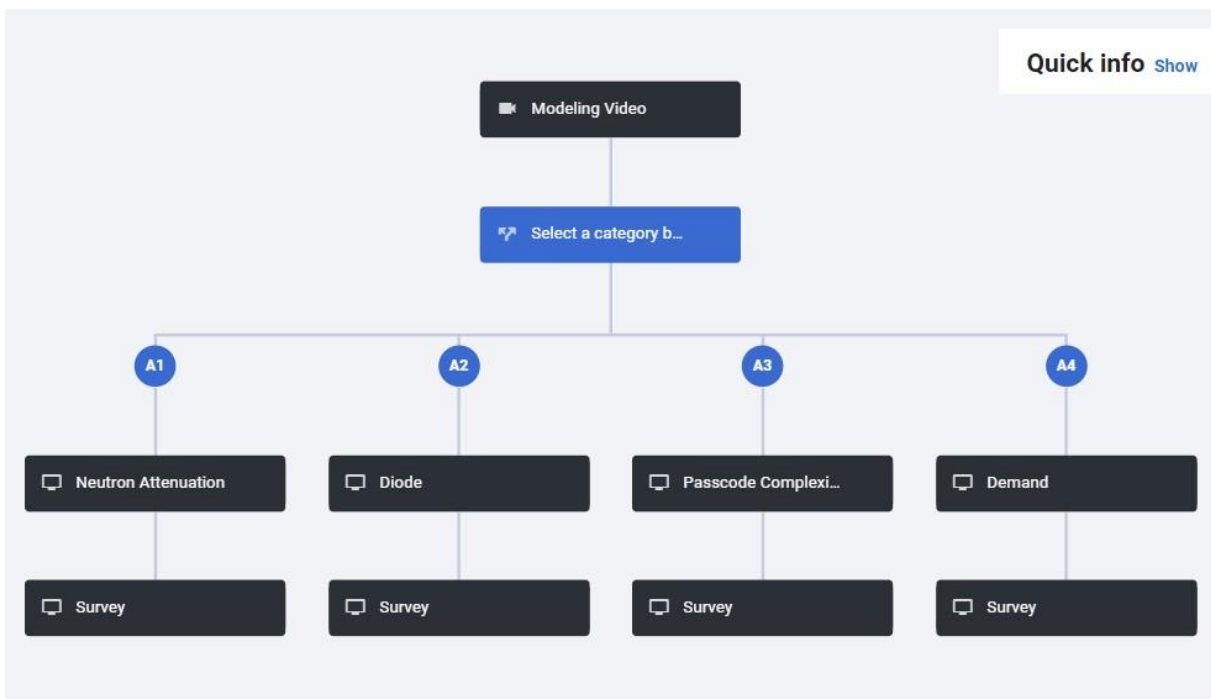 Quick info Show
Modeling Video
Select a category b...
A1
A2
A3
A4
Neutron Attenuation
Diode
Passcode Complexi...
Demand
Survey
Survey
Survey
Survey